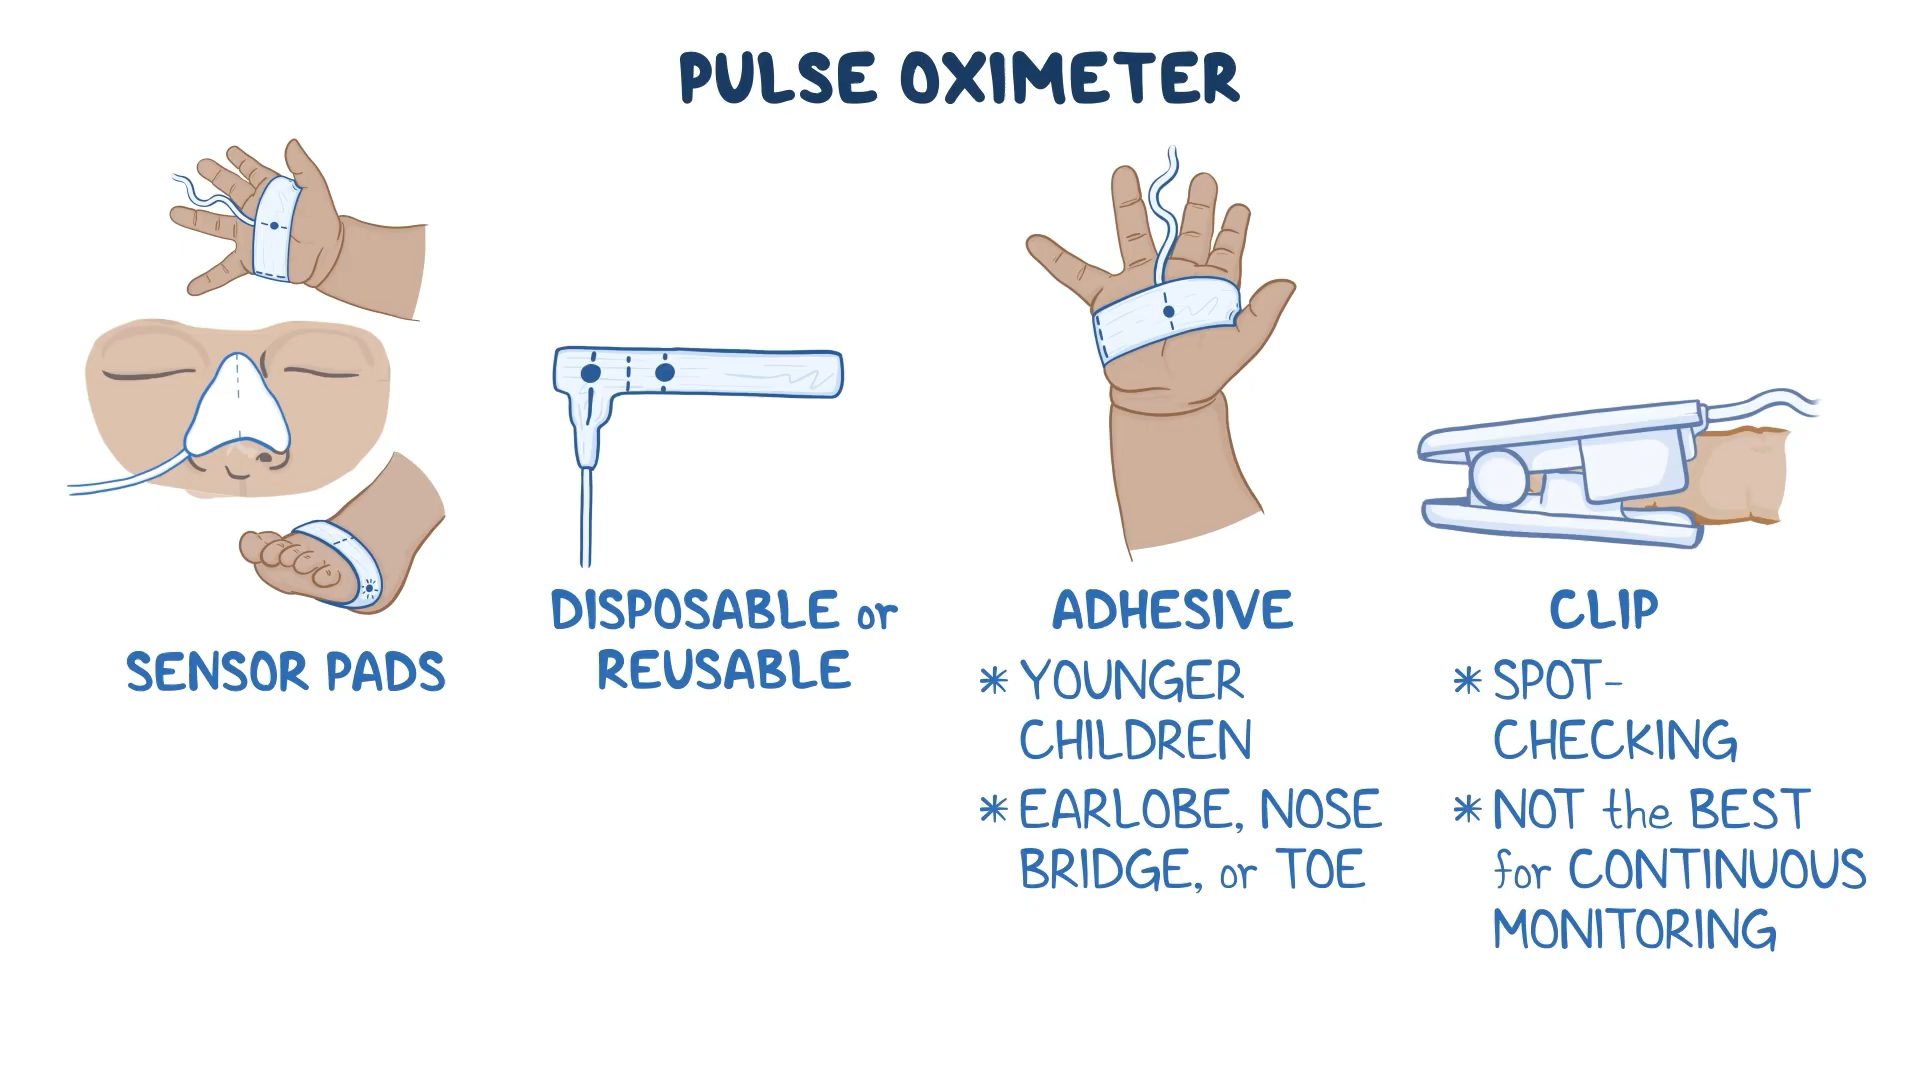 PULSE OXIMETER
SENSOR PADS
DISPOSABLE or
REUSABLE
ADHESIVE
* YOUNGER
CHILDREN
* EARLOBE, NOSE
BRIDGE, or TOE
CLIP
* SPOT-
CHECKING
* NOT the BEST
for CONTINUOUS
MONITORING